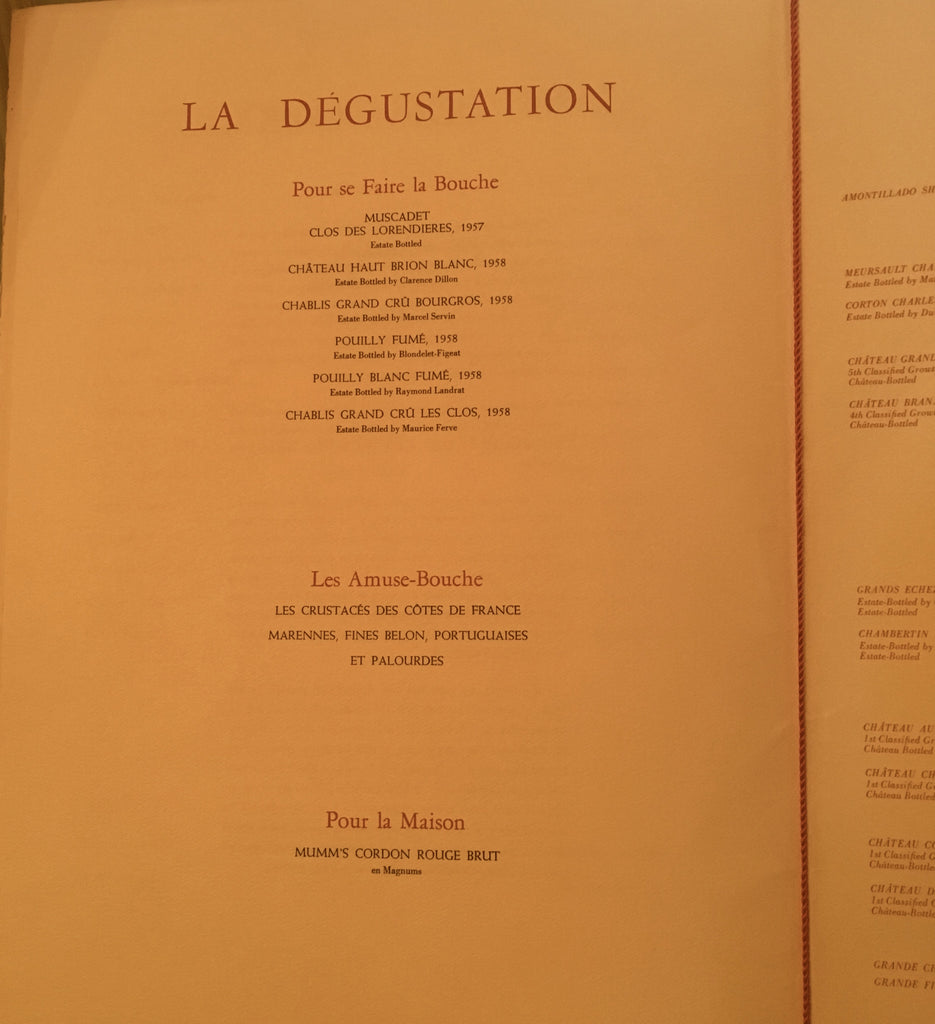 LA DÉGUSTATION
Pour se Faire la Bouche
MUSCADET
CLOS DES LORENDIERES, 1957
Estate Bottled
CHÂTEAU HAUT BRION BLANC, 1958
Estate Bottled by Clarence Dillon
CHABLIS GRAND CRÛ BOURGROS, 1958
Estate Bottled by Marcel Servin
POUILLY FUMÉ, 1958
Estate Bottled by Blondelet-Figeat
POUILLY BLANC FUMÉ, 1958
Estate Bottled by Raymond Landrat
CHABLIS GRAND CRÛ LES CLOS, 1958
Estate Bottled by Maurice Ferve
Les Amuse-Bouche
LES CRUSTACÉS DES CÔTES DE FRANCE
MARENNES, FINES BELON, PORTUGUAISES
ET PALOURDES
Pour la Maison
MUMM'S CORDON ROUGE BRUT
en Magnums
AMONTILLADO
MEURSAULT
Estate Bottled by
CORTON
Estate Bottled by
CHÂTEAU
5th Classified
Château-Bottled
CHÂTEAU
4th Classified
Château-Bottled
GRANDS
Estate-Bottled by
Estate-Bottled
CHAMBERTIN
Estate-Bottled by
Estate-Bottled
CHÂTEAU
1st Classified
Château Bottled
CHÂTEAU
1st Classified
Château Bottled
CHÂTEAU
1st Classified
Château-Bottled
CHÂTEAU
1st Classified
Château-Bottled
GRANDE
GRANDE